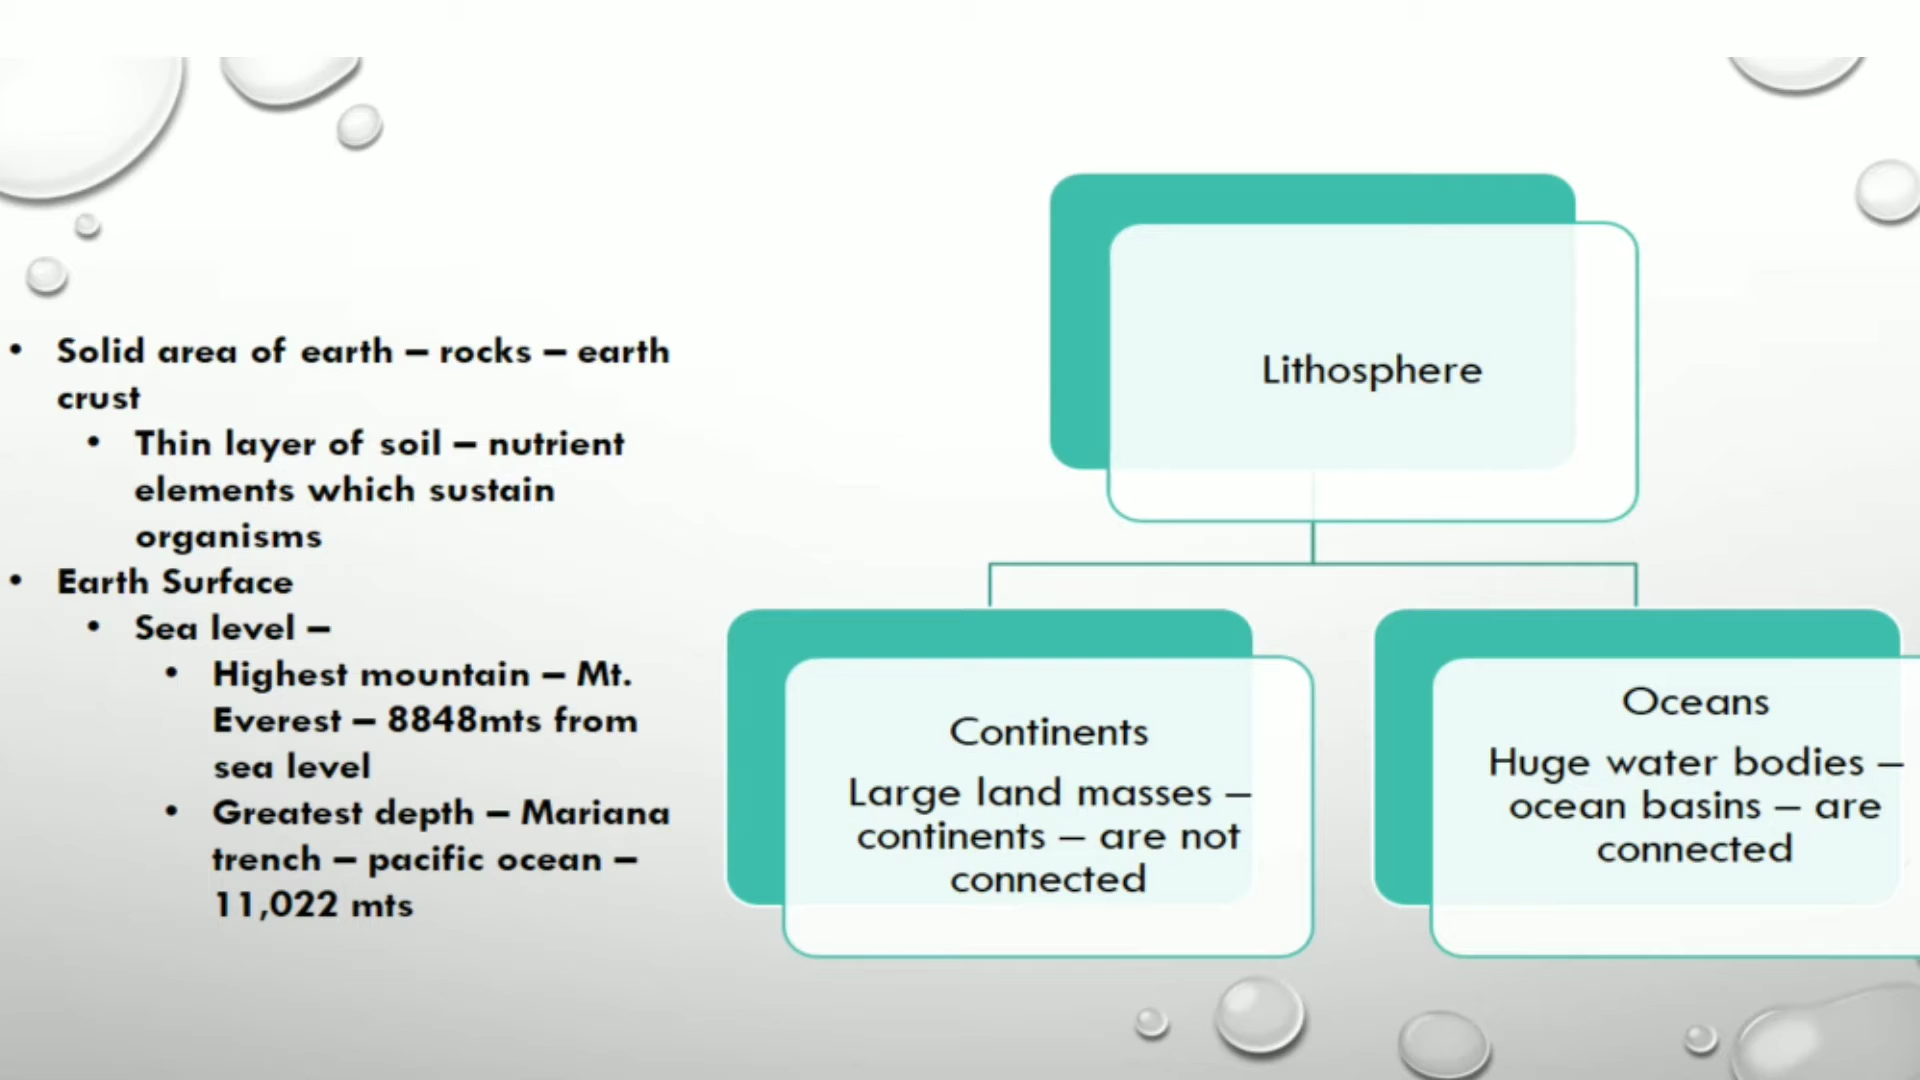 • Solid area of earth – rocks – earth
crust
• Thin layer of soil – nutrient
elements which sustain
organisms
• Earth Surface
• Sea level –
• Highest mountain – Mt.
Everest – 8848mts from
sea level
• Greatest depth – Mariana
trench – pacific ocean –
11,022 mts
Lithosphere
Continents
Large land masses –
continents – are not
connected
Oceans
Huge water bodies –
ocean basins – are
connected